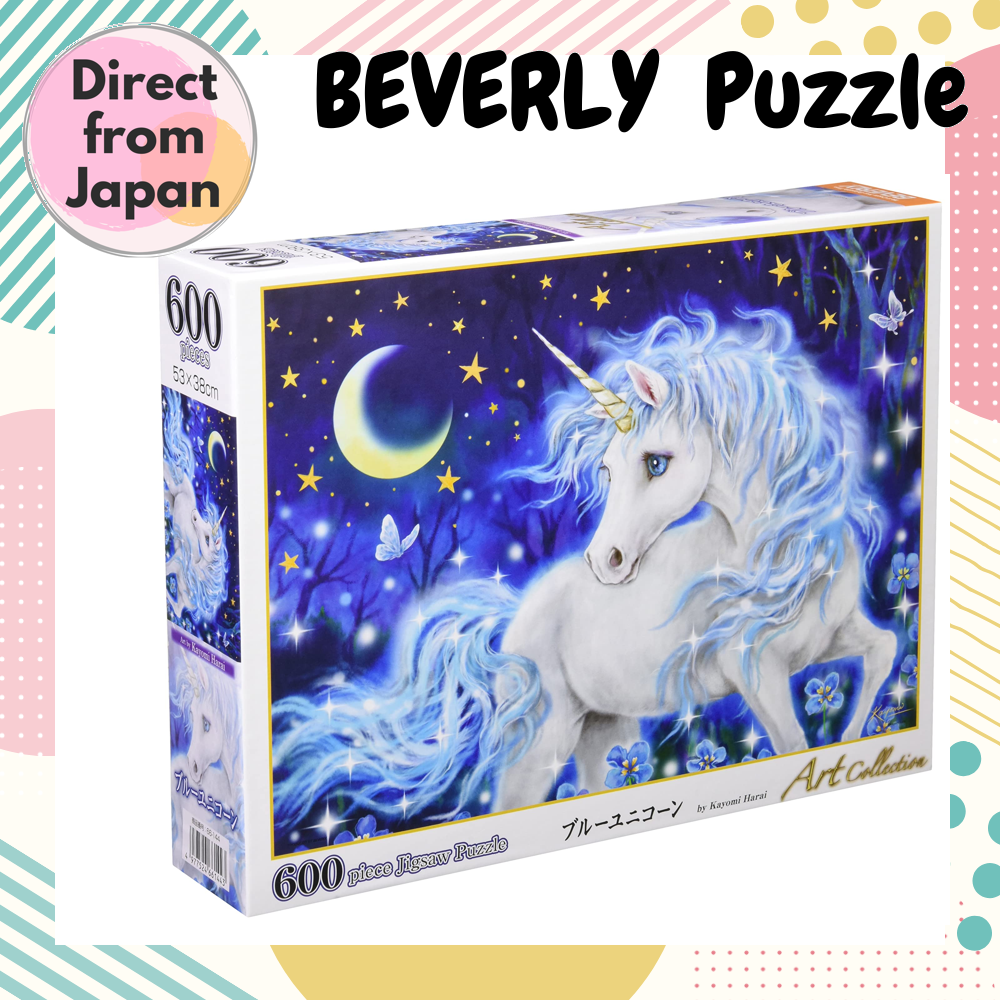 Direct
from
Japan
BEVERLY Puzzle
600
600
pieces
53×38cm
Art by Kayomi Harai
ブルーユニコーン
600 piece Jigsaw Puzzle
ブルーユニコーン
by Kayomi Harai
Art Collection